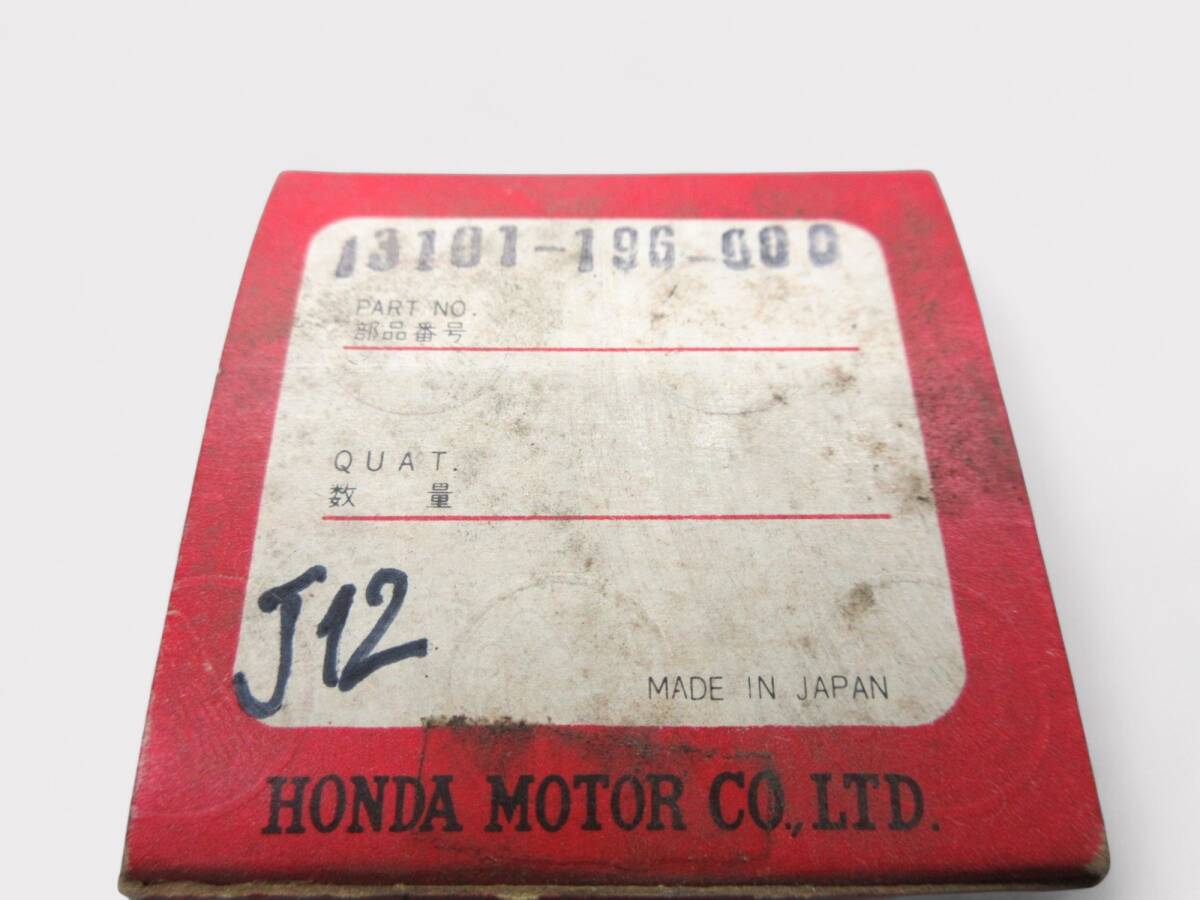 13101-196-000
PART NO.
部品番号
QUAT.
数 量
J12
MADE IN JAPAN
HONDA MOTOR CO., LTD.